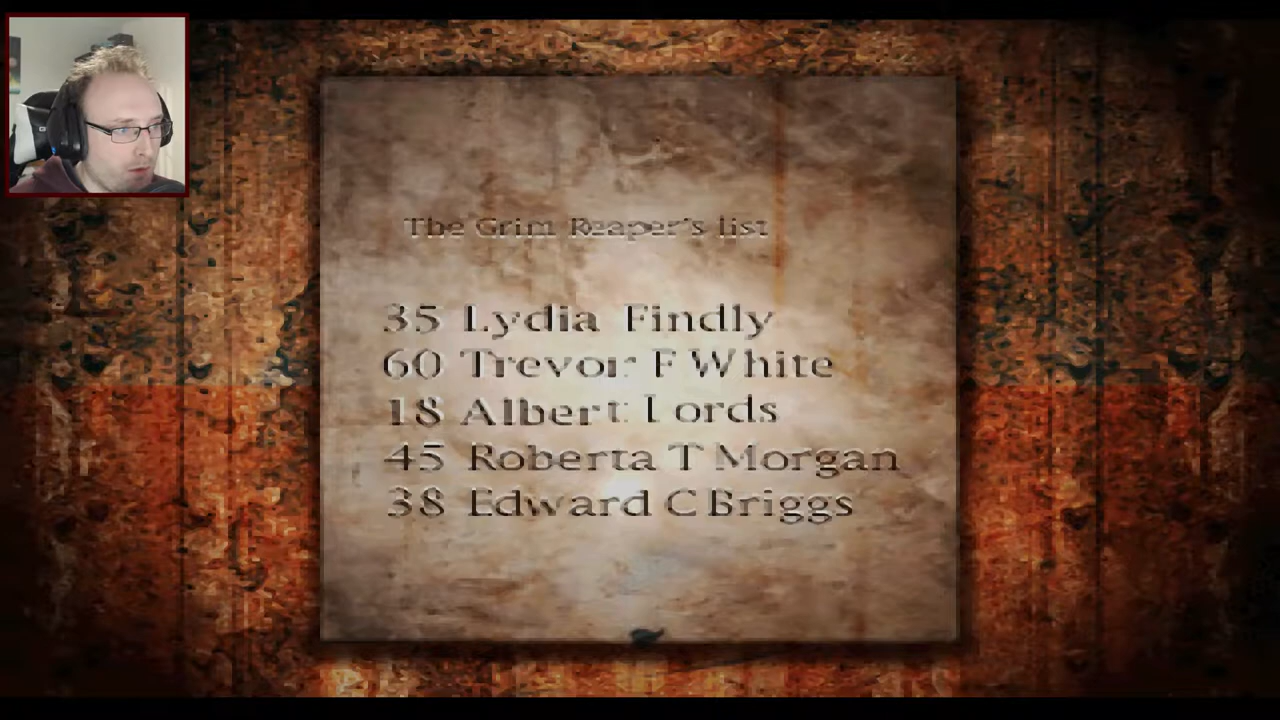 The Grim Reaper's list
35 Lydia Findly
60 Trevor F White
18 Albert Lords
45 Roberta T Morgan
38 Edward C Briggs